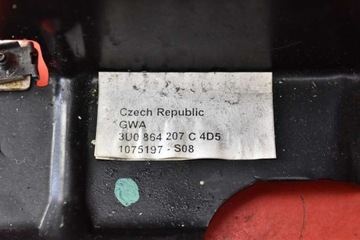 Czech Republic
GWA
3U0 864 207 C 4D5
1075197 - S08